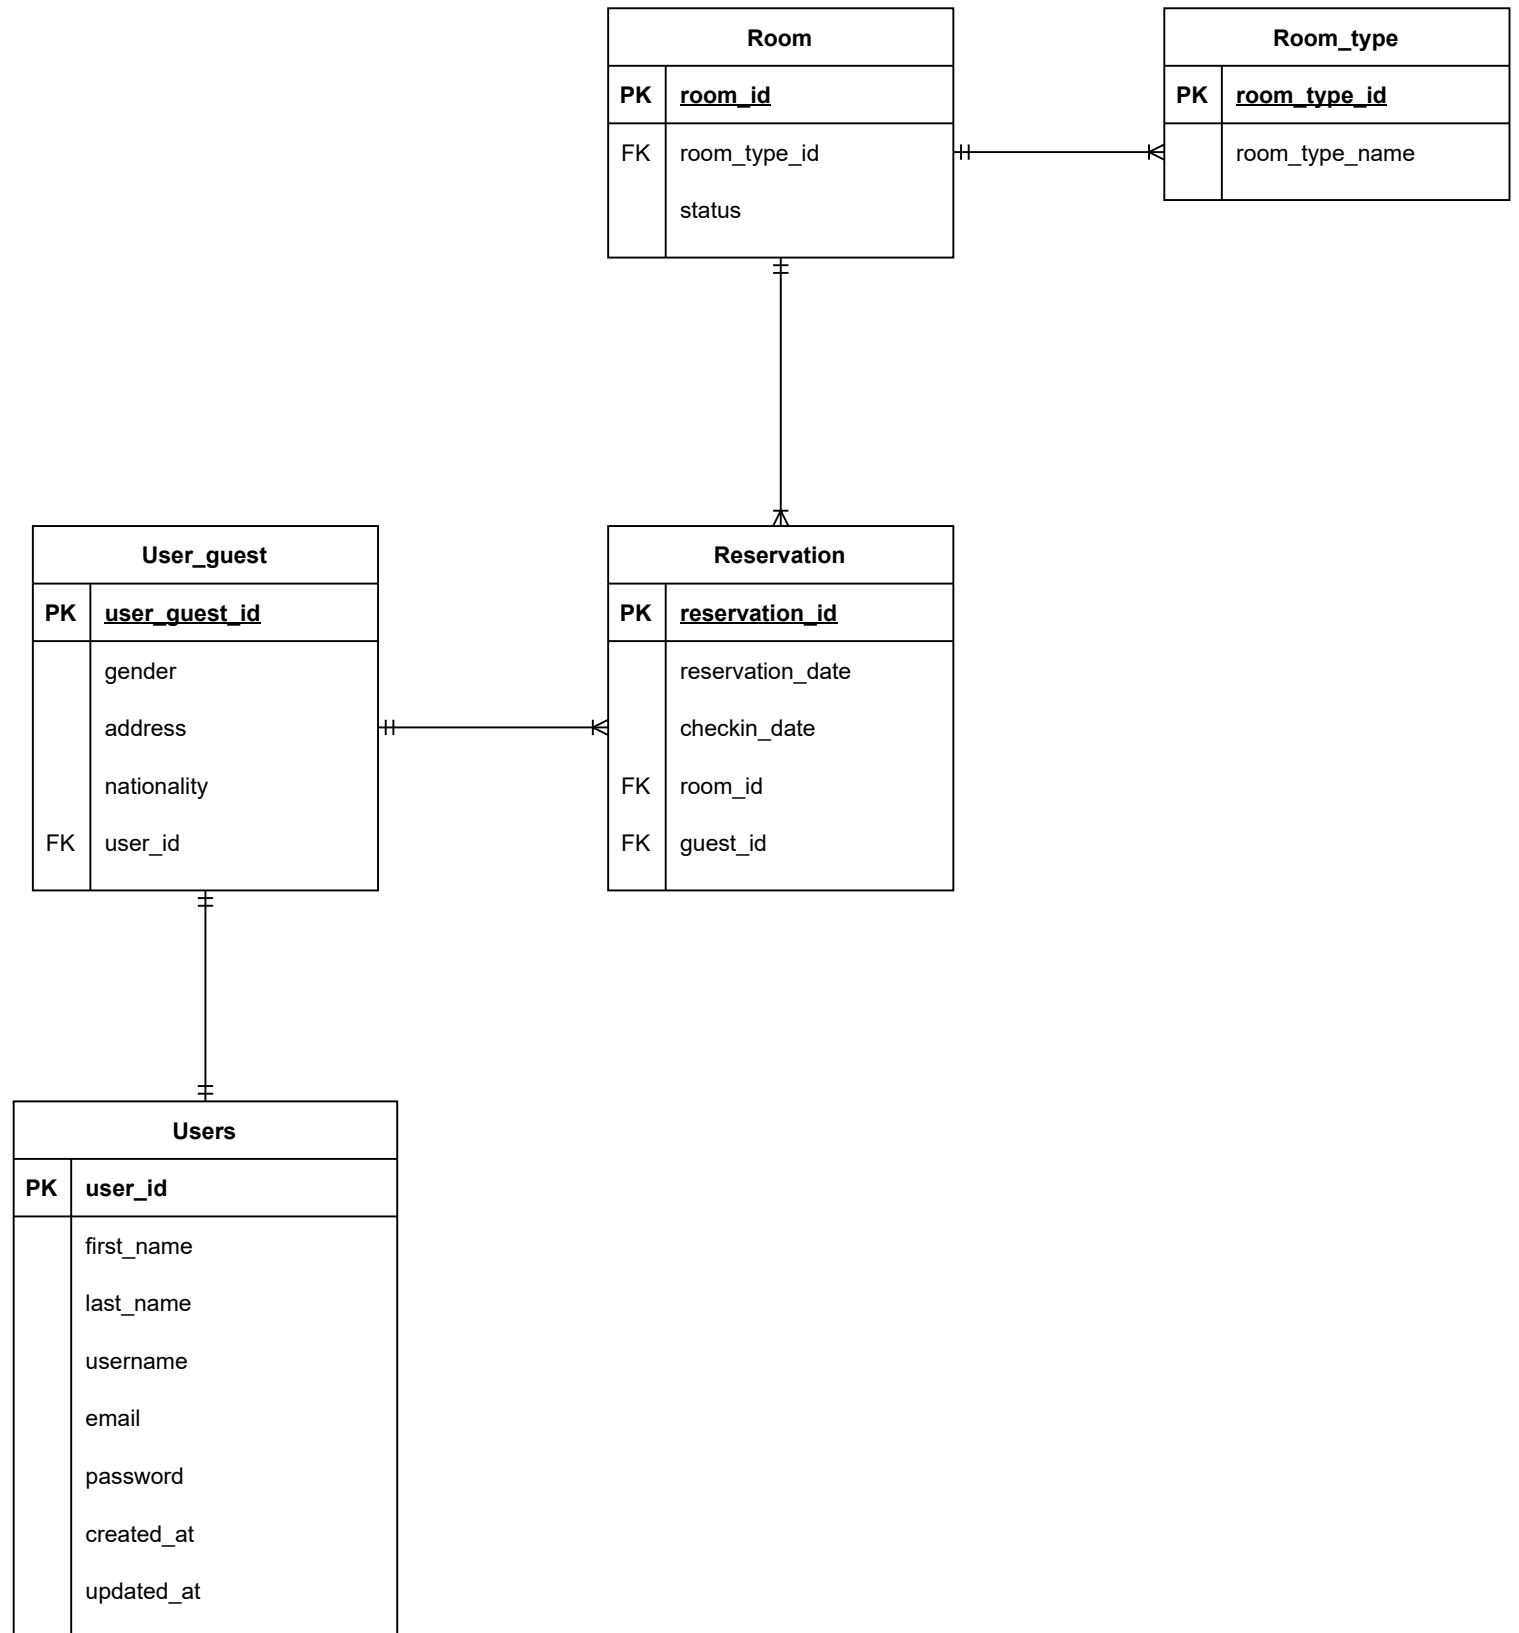 Room
PK room_id
FK room_type_id
status
Room_type
PK room_type_id
room_type_name
User_guest
PK user_guest_id
gender
address
nationality
FK user_id
Reservation
PK reservation_id
reservation_date
checkin_date
FK room_id
FK guest_id
Users
PK user_id
first_name
last_name
username
email
password
created_at
updated_at